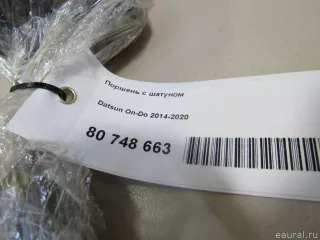 Поршень с шатуном
Datsun On-Do 2014-2020
80 748 663
eaural.ru